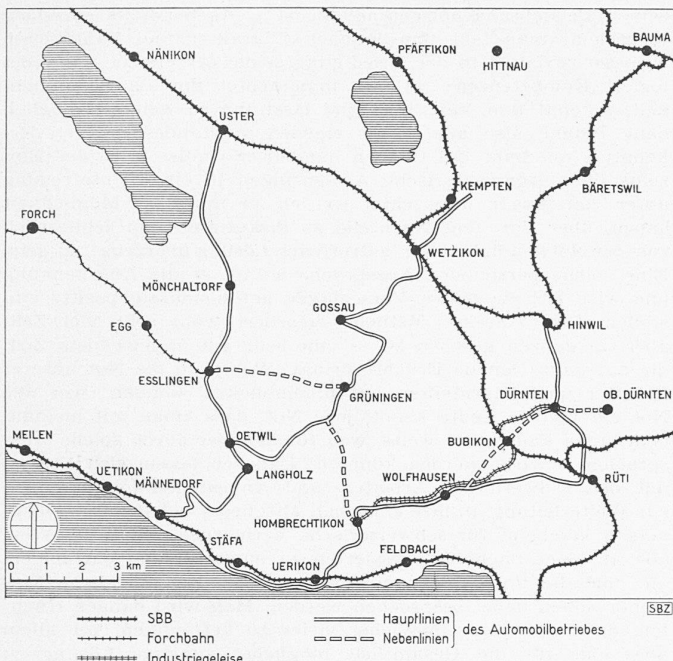 BAUMA
NÄNIKON
PFÄFFIKON
HITTNAU
USTER
BÄRETSWIL
KEMPTEN
FORCH
WETZIKON
MÖNCHALTORF
GOSSAU
EGG
HINWIL
ESSLINGEN
GRÜNINGEN
DÜRNTEN
OB. DÜRNTEN
OETWIL
BUBIKON
MEILEN
LANGHOLZ
UETIKON
MÄNNEDORF
WOLFHAUSEN
RÜTI
HOMBRECHTIKON
STÄFA
FELDBACH
UERIKON
0 1 2 3 km
SBZ
SBB
Forchbahn
Industriegeleise
Hauptlinien
Nebenlinien
des Automobilbetriebes